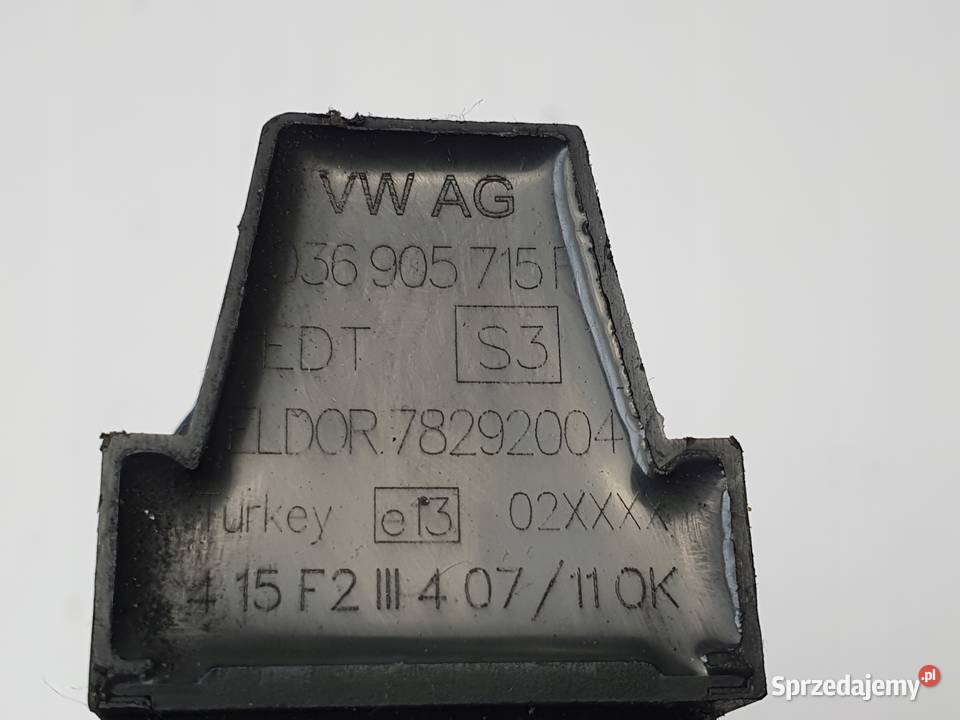 VW AG
036 905 715 F
EDT S3
ELDOR 78292004
Turkey e13 02XXXX
4 15 F2 III 4 07/11 OK
Sprzedajemy.pl